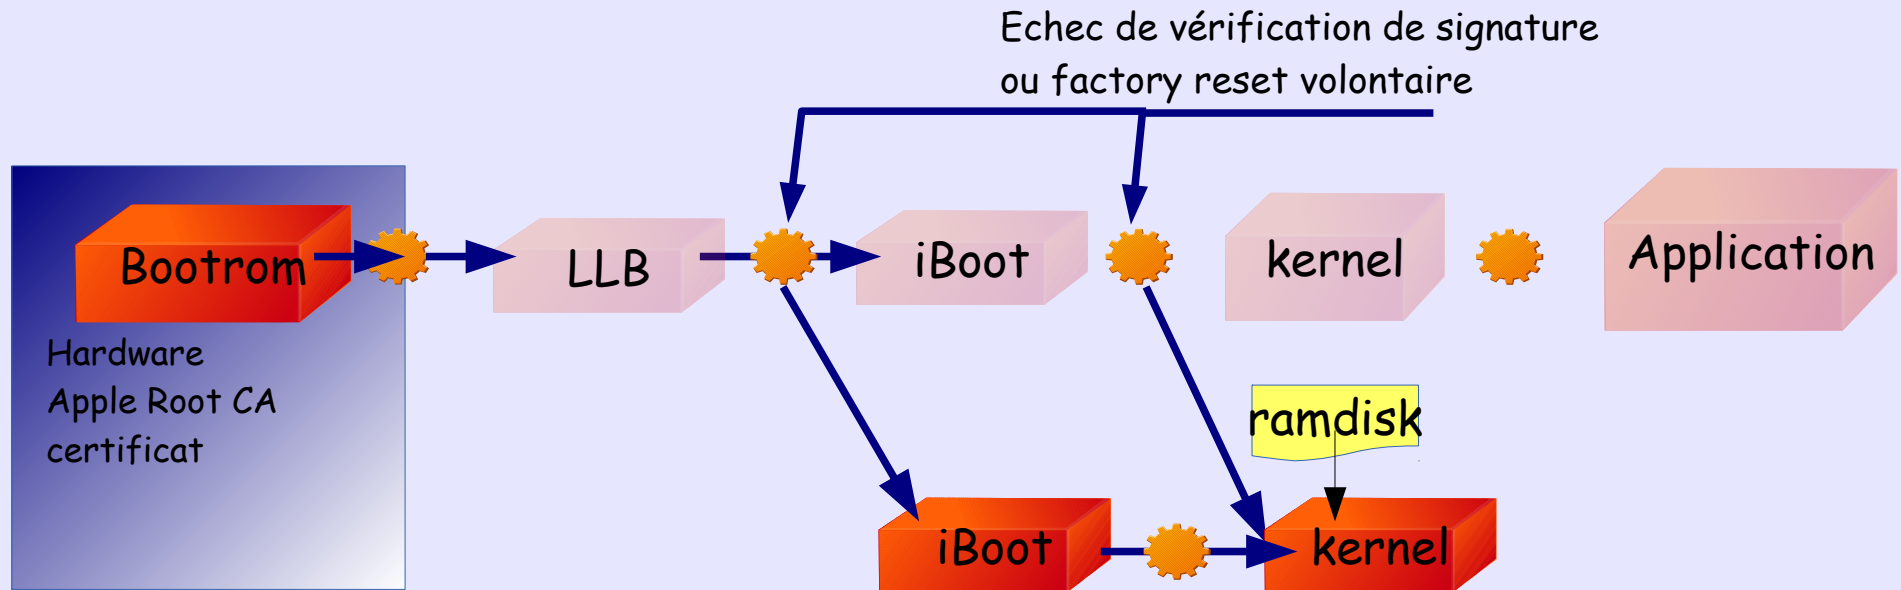 Echec de vérification de signature
ou factory reset volontaire
Bootrom
LLB
iBoot
kernel
Application
Hardware
Apple Root CA
certificat
ramdisk
iBoot
kernel